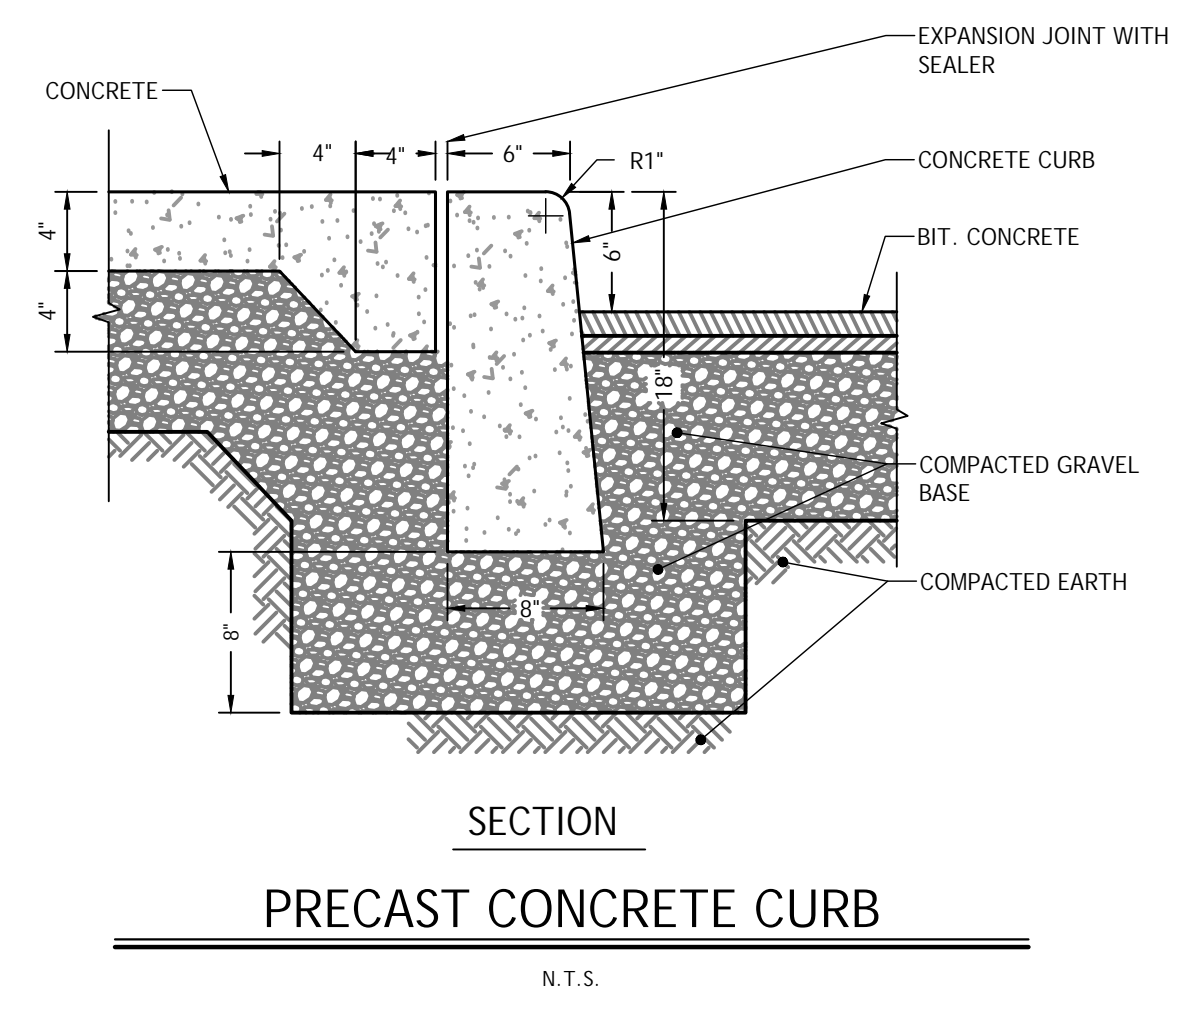 EXPANSION JOINT WITH
SEALER
CONCRETE
4"
4"
6"
R1"
CONCRETE CURB
4"
6"
BIT. CONCRETE
4"
18"
COMPACTED GRAVEL
BASE
COMPACTED EARTH
8"
8"
SECTION
PRECAST CONCRETE CURB
N.T.S.